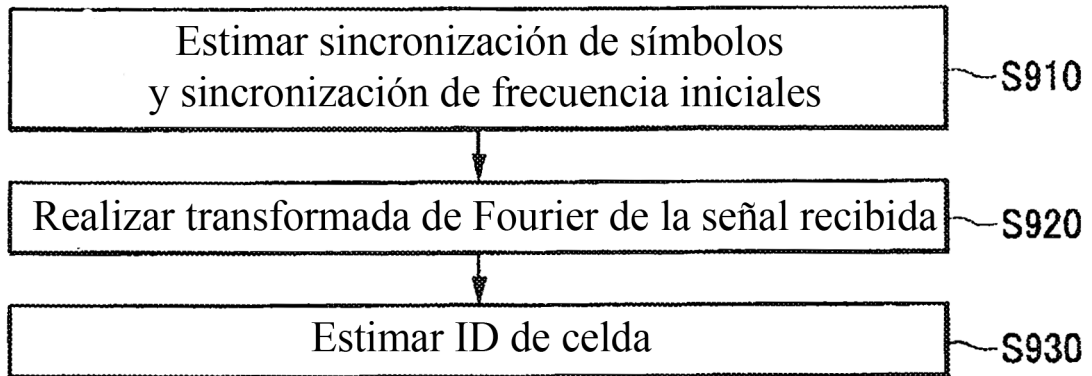 Estimar sincronización de símbolos
y sincronización de frecuencia iniciales
S910
Realizar transformada de Fourier de la señal recibida
S920
Estimar ID de celda
S930